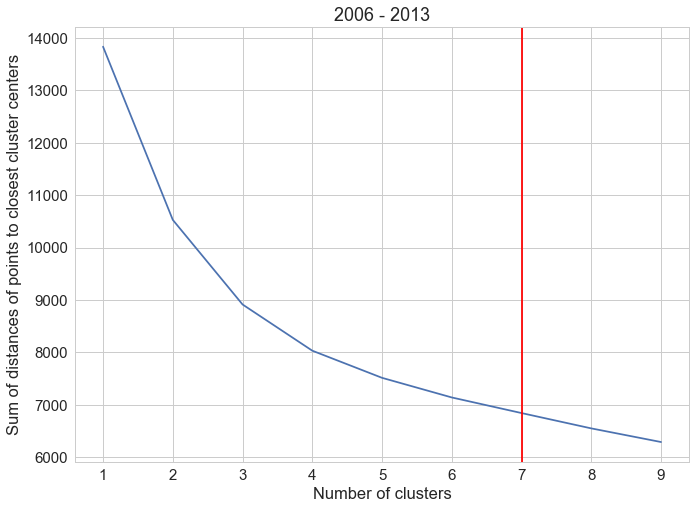 2006 - 2013
Sum of distances of points to closest cluster centers
14000
13000
12000
11000
10000
9000
8000
7000
6000
1 2 3 4 5 6 7 8 9
Number of clusters